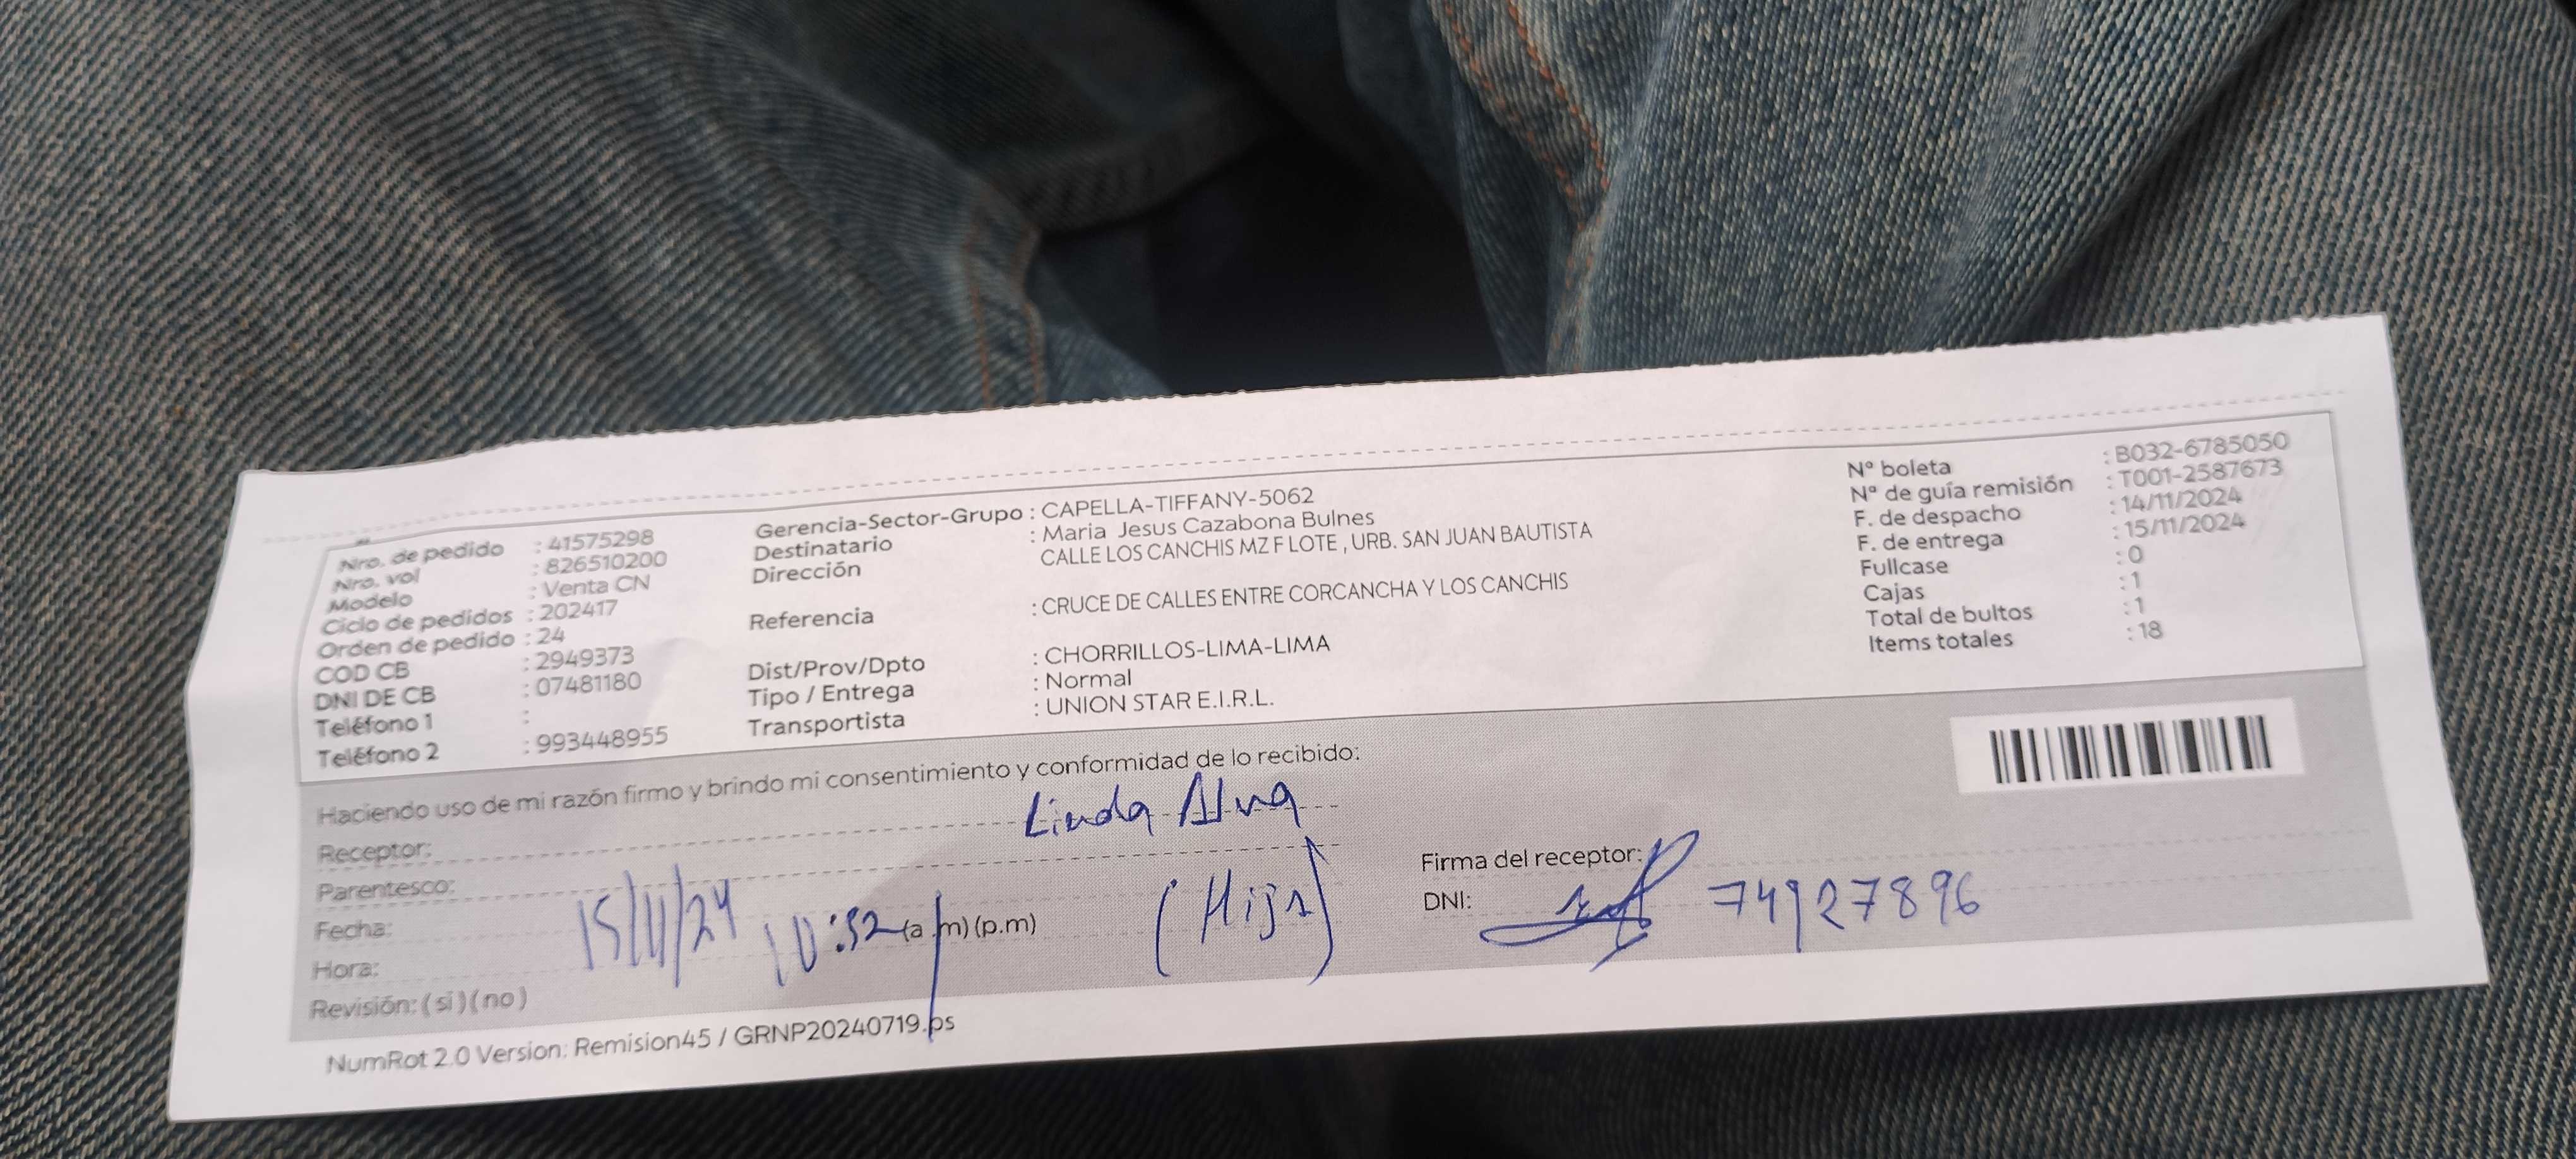 Nro. de pedido : 41575298
Nro. vol : 826510200
Modelo : Venta CN
Ciclo de pedidos : 202417
Orden de pedido : 24
COD CB : 2949373
DNI DE CB : 07481180
Teléfono 1 :
Teléfono 2 : 993448955
Gerencia-Sector-Grupo : CAPELLA-TIFFANY-5062
Destinatario : Maria Jesus Cazabona Bulnes
Dirección CALLE LOS CANCHIS MZ F LOTE , URB. SAN JUAN BAUTISTA
Referencia : CRUCE DE CALLES ENTRE CORCANCHA Y LOS CANCHIS
Dist/Prov/Dpto : CHORRILLOS-LIMA-LIMA
Tipo / Entrega : Normal
Transportista : UNION STAR E.I.R.L.
Nº boleta : B032-6785050
Nº de guía remisión : T001-2587673
F. de despacho : 14/11/2024
F. de entrega : 15/11/2024
Fullcase : 0
Cajas : 1
Total de bultos : 1
Items totales : 18
Haciendo uso de mi razón firmo y brindo mi consentimiento y conformidad de lo recibido:
Receptor: Linda Alva
Parentesco: (Hija)
Fecha: 15/11/24
Hora: 10:52 (a.m) (p.m)
Revisión: ( si ) ( no )
Firma del receptor:
DNI: 74927896
NumRot 2.0 Version: Remision45 / GRNP20240719.ps